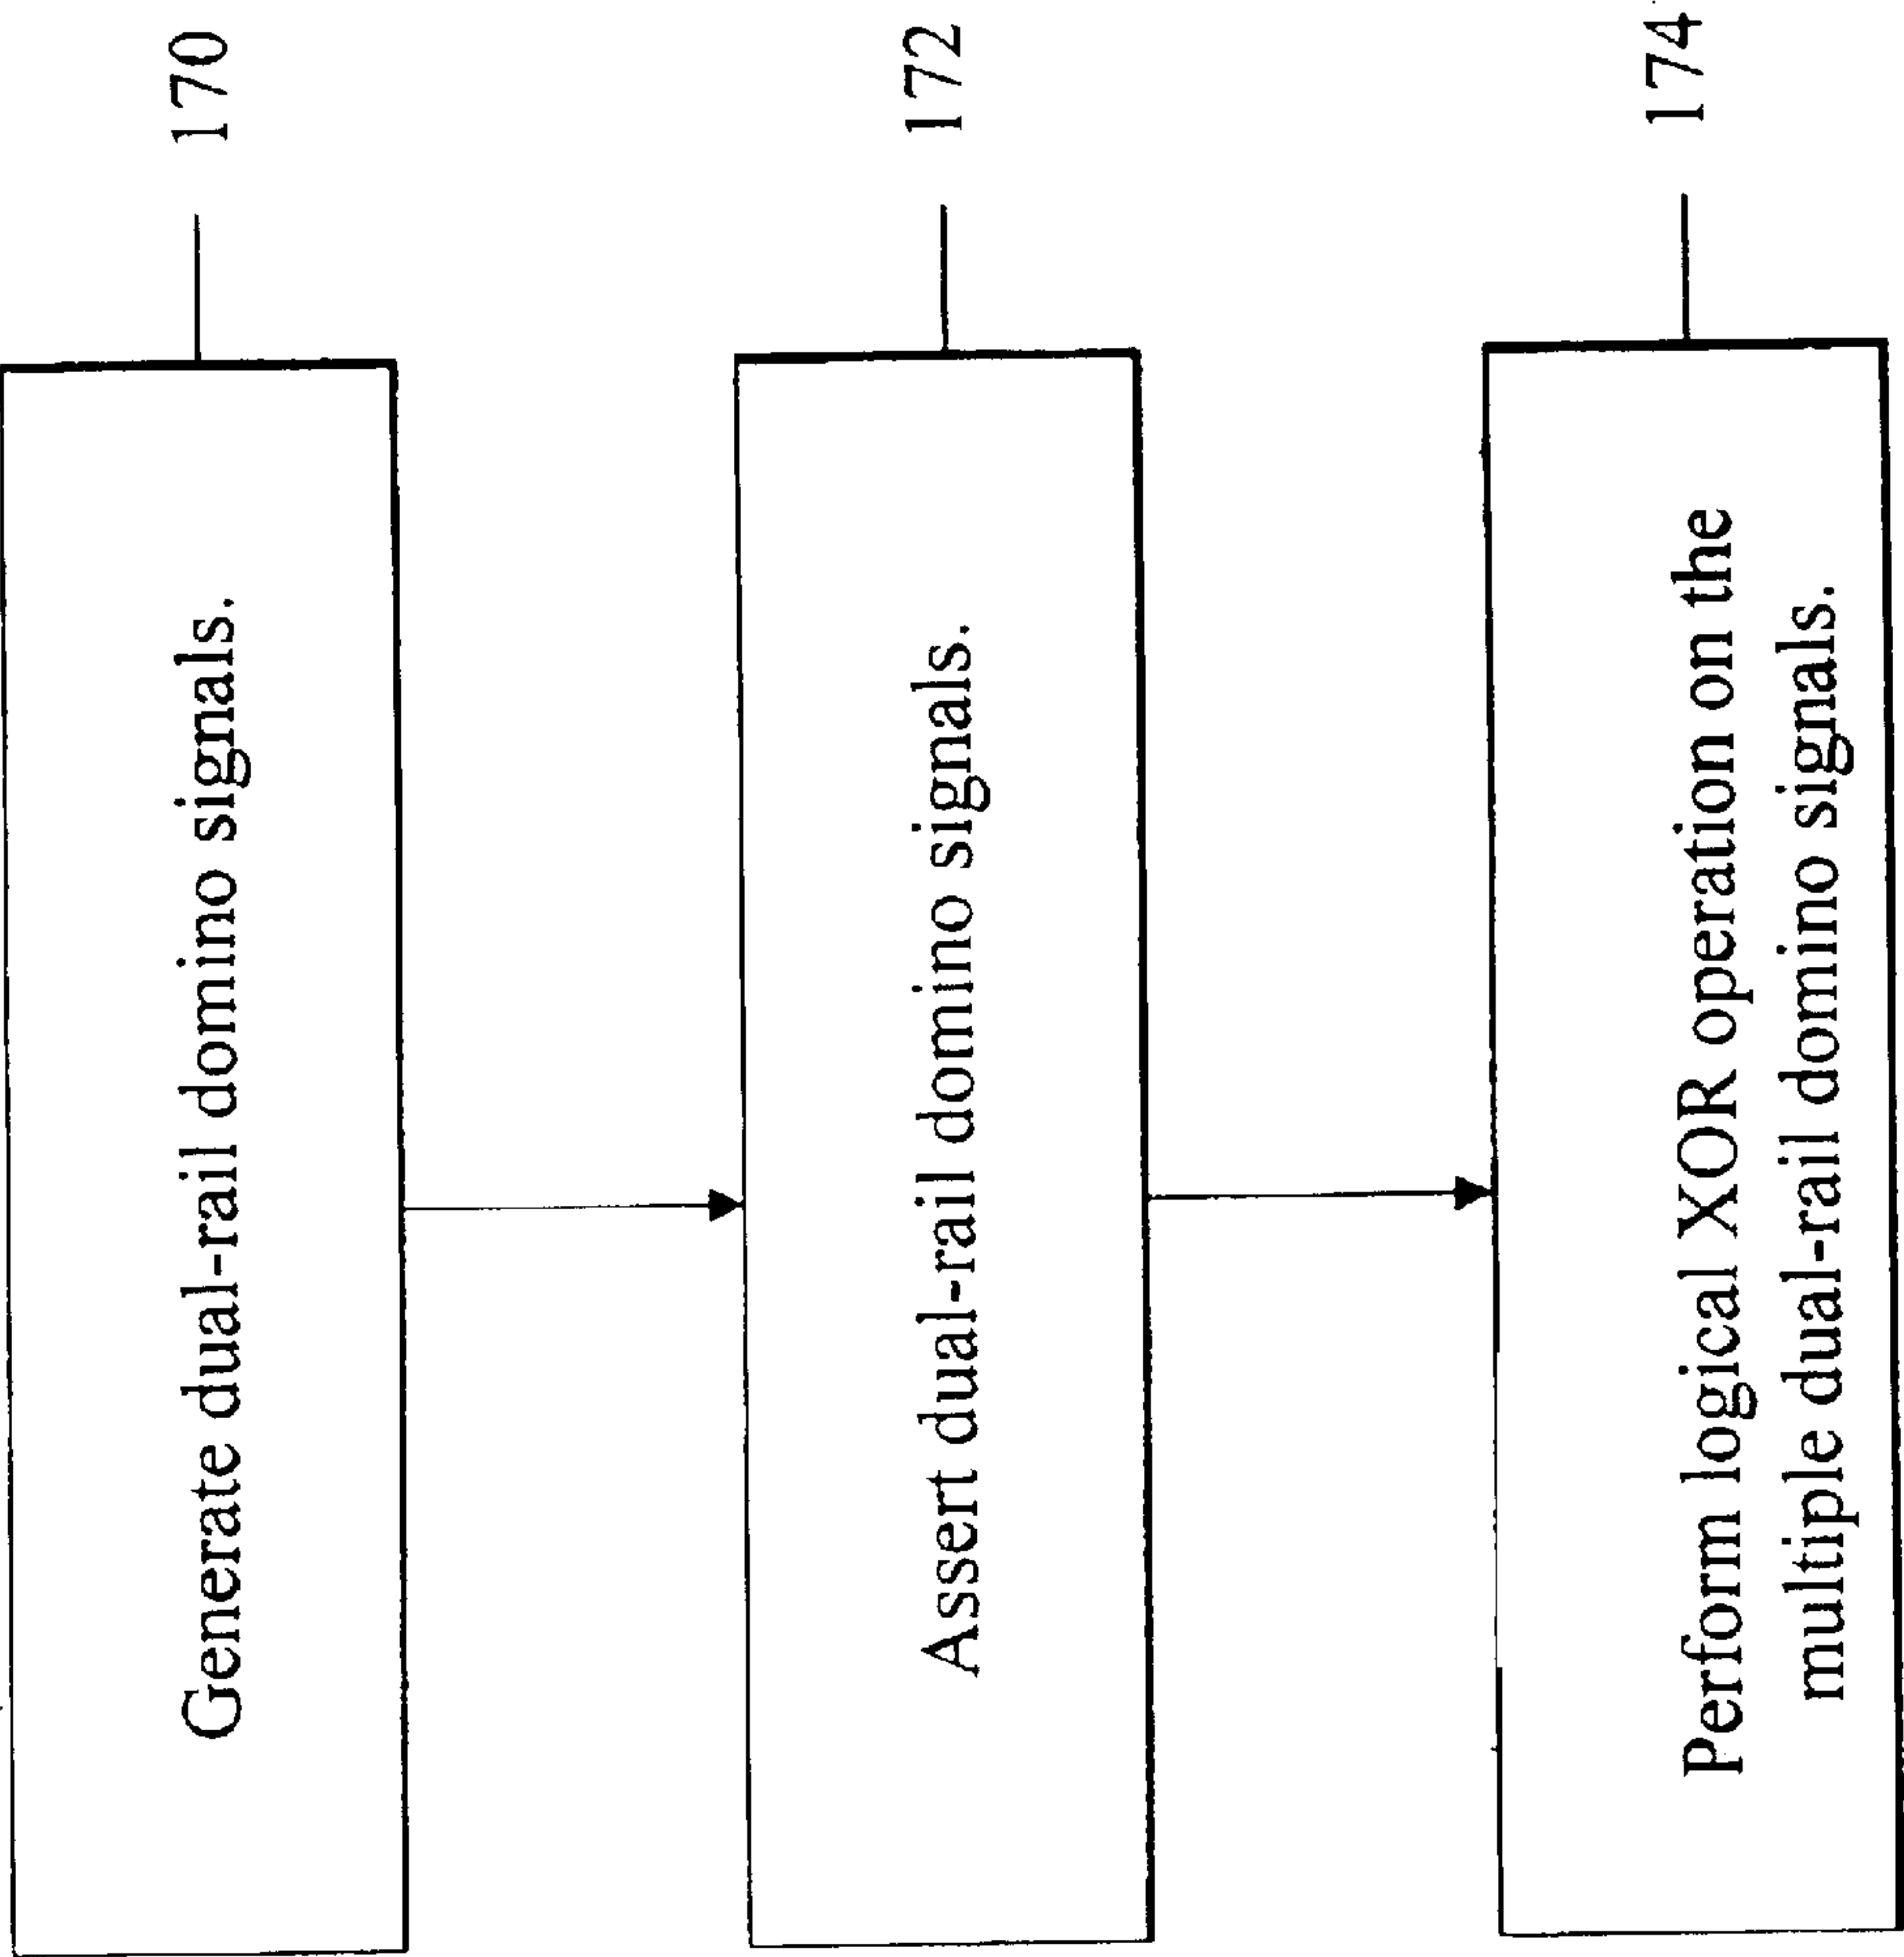 Generate dual-rail domino signals.
170
Assert dual-rail domino signals.
172
Perform logical XOR operation on the
multiple dual-rail domino signals.
174